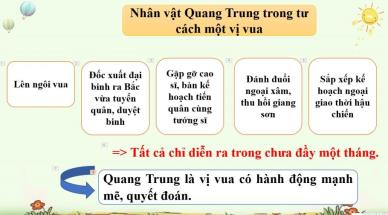 Nhân vật Quang Trung trong tư
cách một vị vua
Lên ngôi vua
Đốc xuất đại
binh ra Bắc
vừa tuyển
quân, duyệt
binh
Gặp gỡ cao
sĩ, bàn kế
hoạch tiến
quân cùng
tướng sĩ
Đánh đuổi
ngoại xâm,
thu hồi giang
sơn
Sắp xếp kế
hoạch ngoại
giao thời hậu
chiến
=> Tất cả chỉ diễn ra trong chưa đầy một tháng.
Quang Trung là vị vua có hành động mạnh
mẽ, quyết đoán.